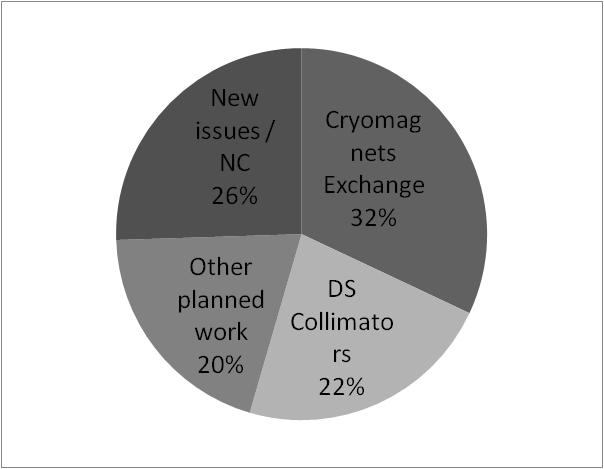 New
issues /
NC
26%
Cryomag
nets
Exchange
32%
Other
planned
work
20%
DS
Collimato
rs
22%